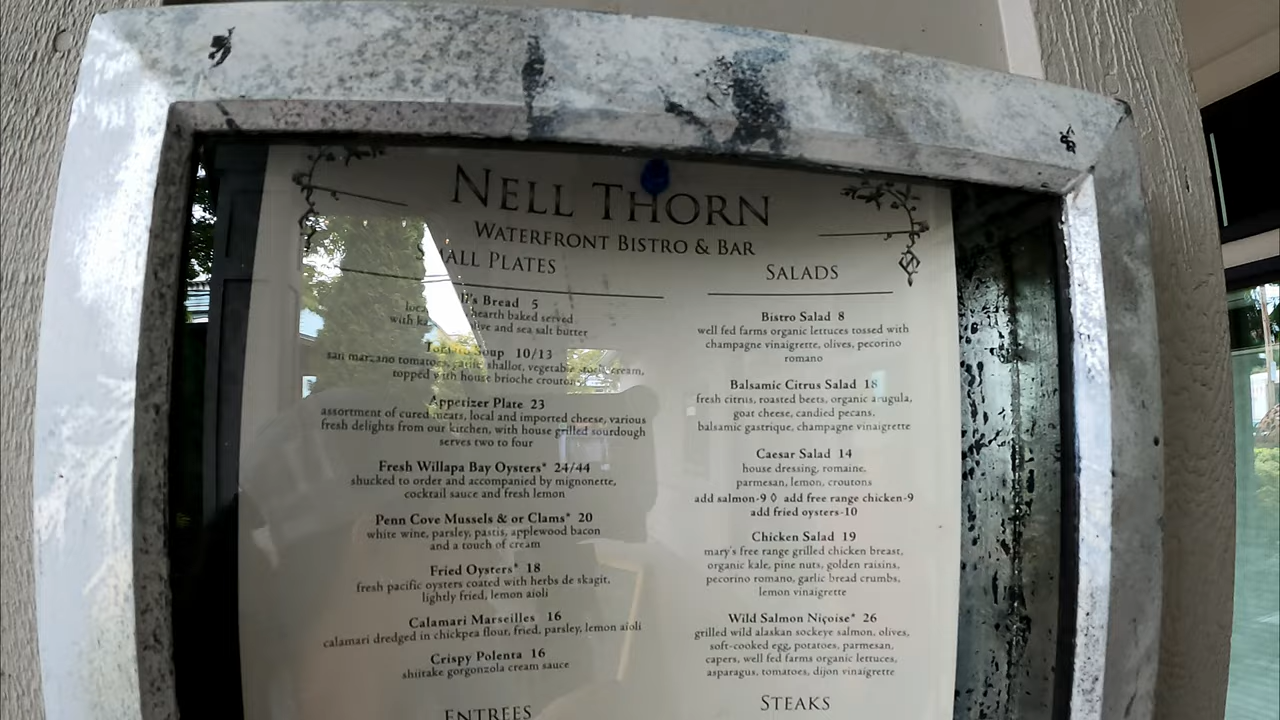 NELL THORN
WATERFRONT BISTRO & BAR
SMALL PLATES
Bread 5
hearth baked served
with and sea salt butter
Tomato Soup 10/13
san marzano tomatoes, garlic, shallot, vegetable stock, cream,
topped with house brioche croutons
Appetizer Plate 23
assortment of cured meats, local and imported cheese, various
fresh delights from our kitchen, with house grilled sourdough
serves two to four
Fresh Willapa Bay Oysters* 24/44
shucked to order and accompanied by mignonette,
cocktail sauce and fresh lemon
Penn Cove Mussels & or Clams* 20
white wine, parsley, pastis, applewood bacon
and a touch of cream
Fried Oysters* 18
fresh pacific oysters coated with herbs de skagit,
lightly fried, lemon aioli
Calamari Marseilles 16
calamari dredged in chickpea flour, fried, parsley, lemon aioli
Crispy Polenta 16
shiitake gorgonzola cream sauce
ENTREES
SALADS
Bistro Salad 8
well fed farms organic lettuces tossed with
champagne vinaigrette, olives, pecorino
romano
Balsamic Citrus Salad 18
fresh citrus, roasted beets, organic arugula,
goat cheese, candied pecans,
balsamic gastrique, champagne vinaigrette
Caesar Salad 14
house dressing, romaine,
parmesan, lemon, croutons
add salmon-9 ◊ add free range chicken-9
add fried oysters-10
Chicken Salad 19
mary's free range grilled chicken breast,
organic kale, pine nuts, golden raisins,
pecorino romano, garlic bread crumbs,
lemon vinaigrette
Wild Salmon Niçoise* 26
grilled wild alaskan sockeye salmon, olives,
soft-cooked egg, potatoes, parmesan,
capers, well fed farms organic lettuces,
asparagus, tomatoes, dijon vinaigrette
STEAKS